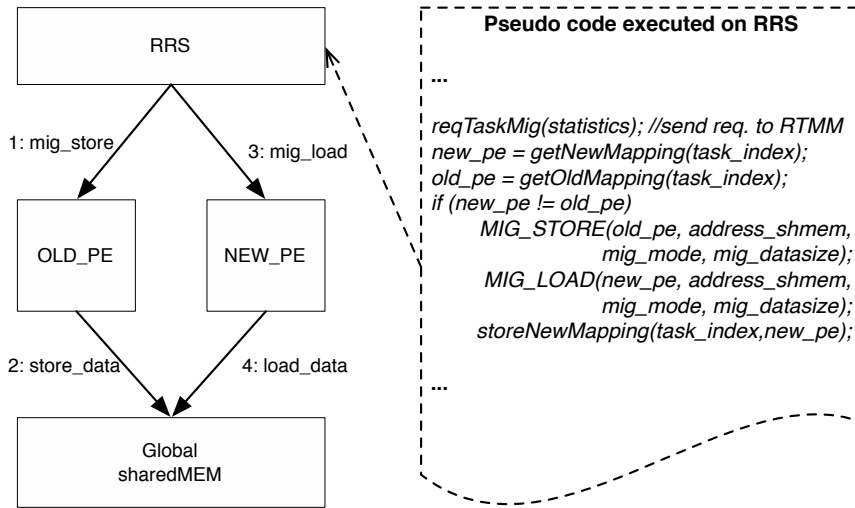 RRS
1: mig_store
3: mig_load
OLD_PE
NEW_PE
2: store_data
4: load_data
Global
sharedMEM
Pseudo code executed on RRS
...
reqTaskMig(statistics); //send req. to RTMM
new_pe = getNewMapping(task_index);
old_pe = getOldMapping(task_index);
if (new_pe != old_pe)
MIG_STORE(old_pe, address_shmem,
mig_mode, mig_datasize);
MIG_LOAD(new_pe, address_shmem,
mig_mode, mig_datasize);
storeNewMapping(task_index,new_pe);
...